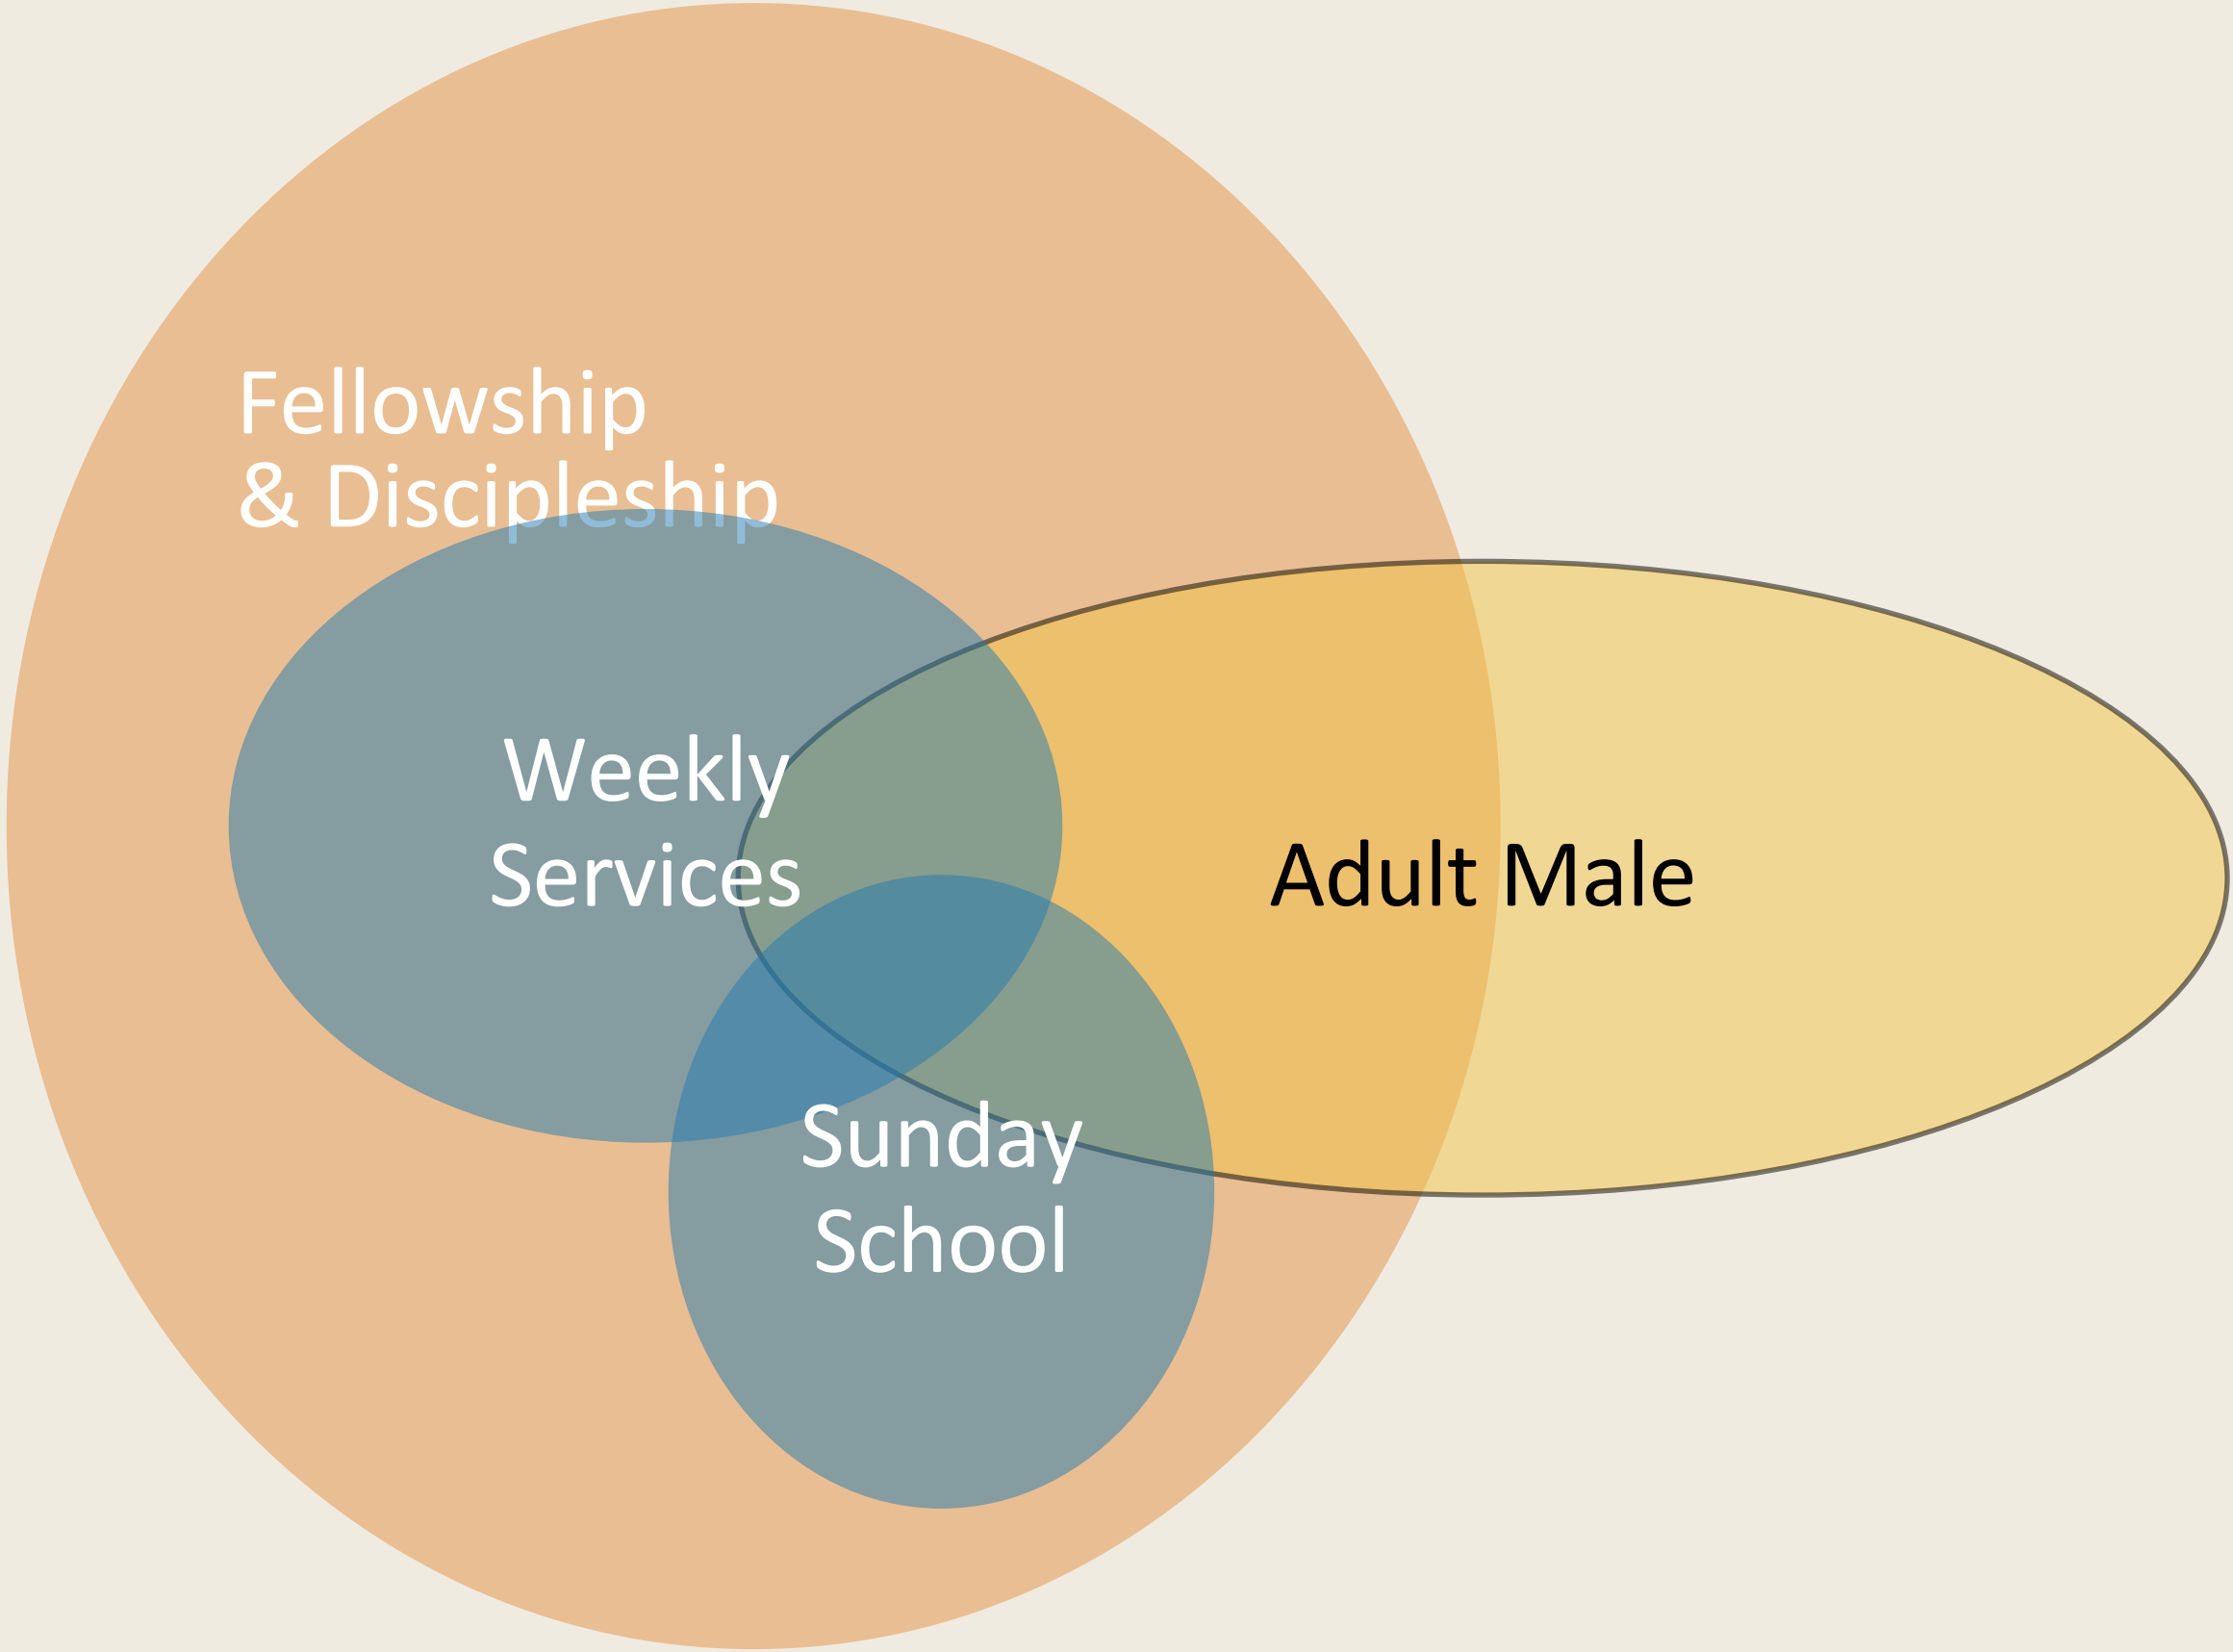 Fellowship
& Discipleship
Weekly
Services
Adult Male
Sunday
School